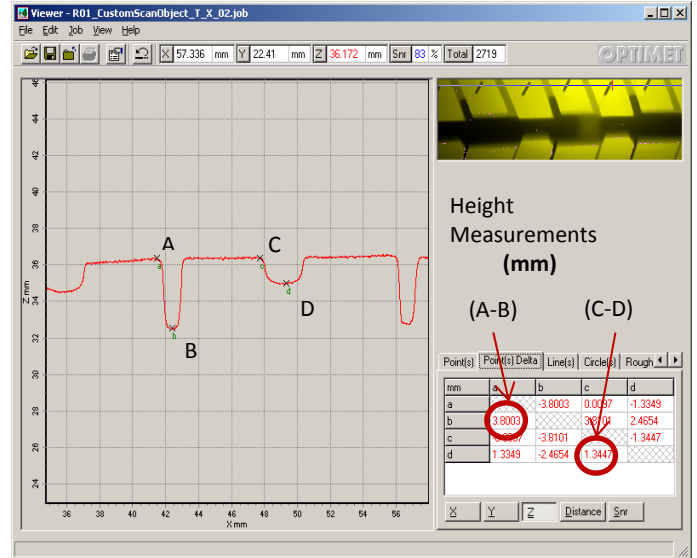 Viewer - R01_CustomScanObject_T_X_02.job
File Edit Job View Help
X 57.336 mm Y 22.41 mm Z 36.172 mm Snr 83 % Total 2719
OPTIMET
46
44
42
40
38
36
34
32
30
28
26
24
Z mm
A
C
a
c
D
d
B
b
36 38 40 42 44 46 48 50 52 54 56
X mm
Height
Measurements
(mm)
(A-B) (C-D)
Point(s) Point(s) Delta Line(s) Circle(s) Rough
mm a b c d
a -3.8003 0.0097 -1.3349
b 3.8003 3.8101 2.4654
c -0.0097 -3.8101 -1.3447
d 1.3349 -2.4654 1.3447
X Y Z Distance Snr